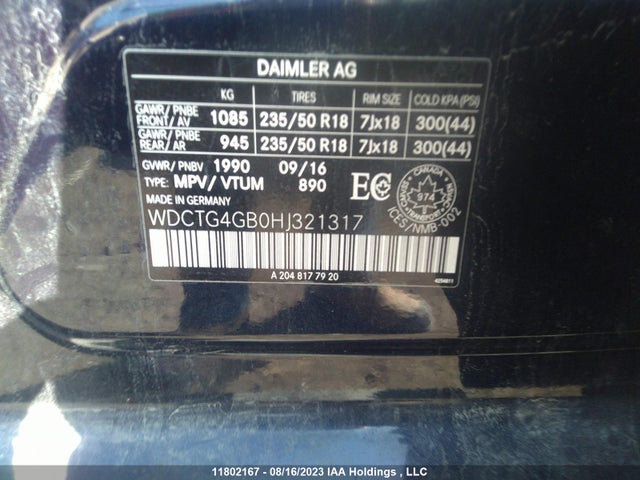 DAIMLER AG
KG TIRES RIM SIZE COLD KPA (PSI)
GAWR/ PNBE FRONT/ AV 1085 235/50 R18 7Jx18 300(44)
GAWR/ PNBE REAR/ AR 945 235/50 R18 7Jx18 300(44)
GVWR/ PNBV 1990 09/16
TYPE: MPV/ VTUM 890 EC
MADE IN GERMANY
CANADA
974
TRANSPORT
ICES/NMB-002
WDCTG4GB0HJ321317
A 204 817 79 20
11802167 - 08/16/2023 IAA Holdings , LLC